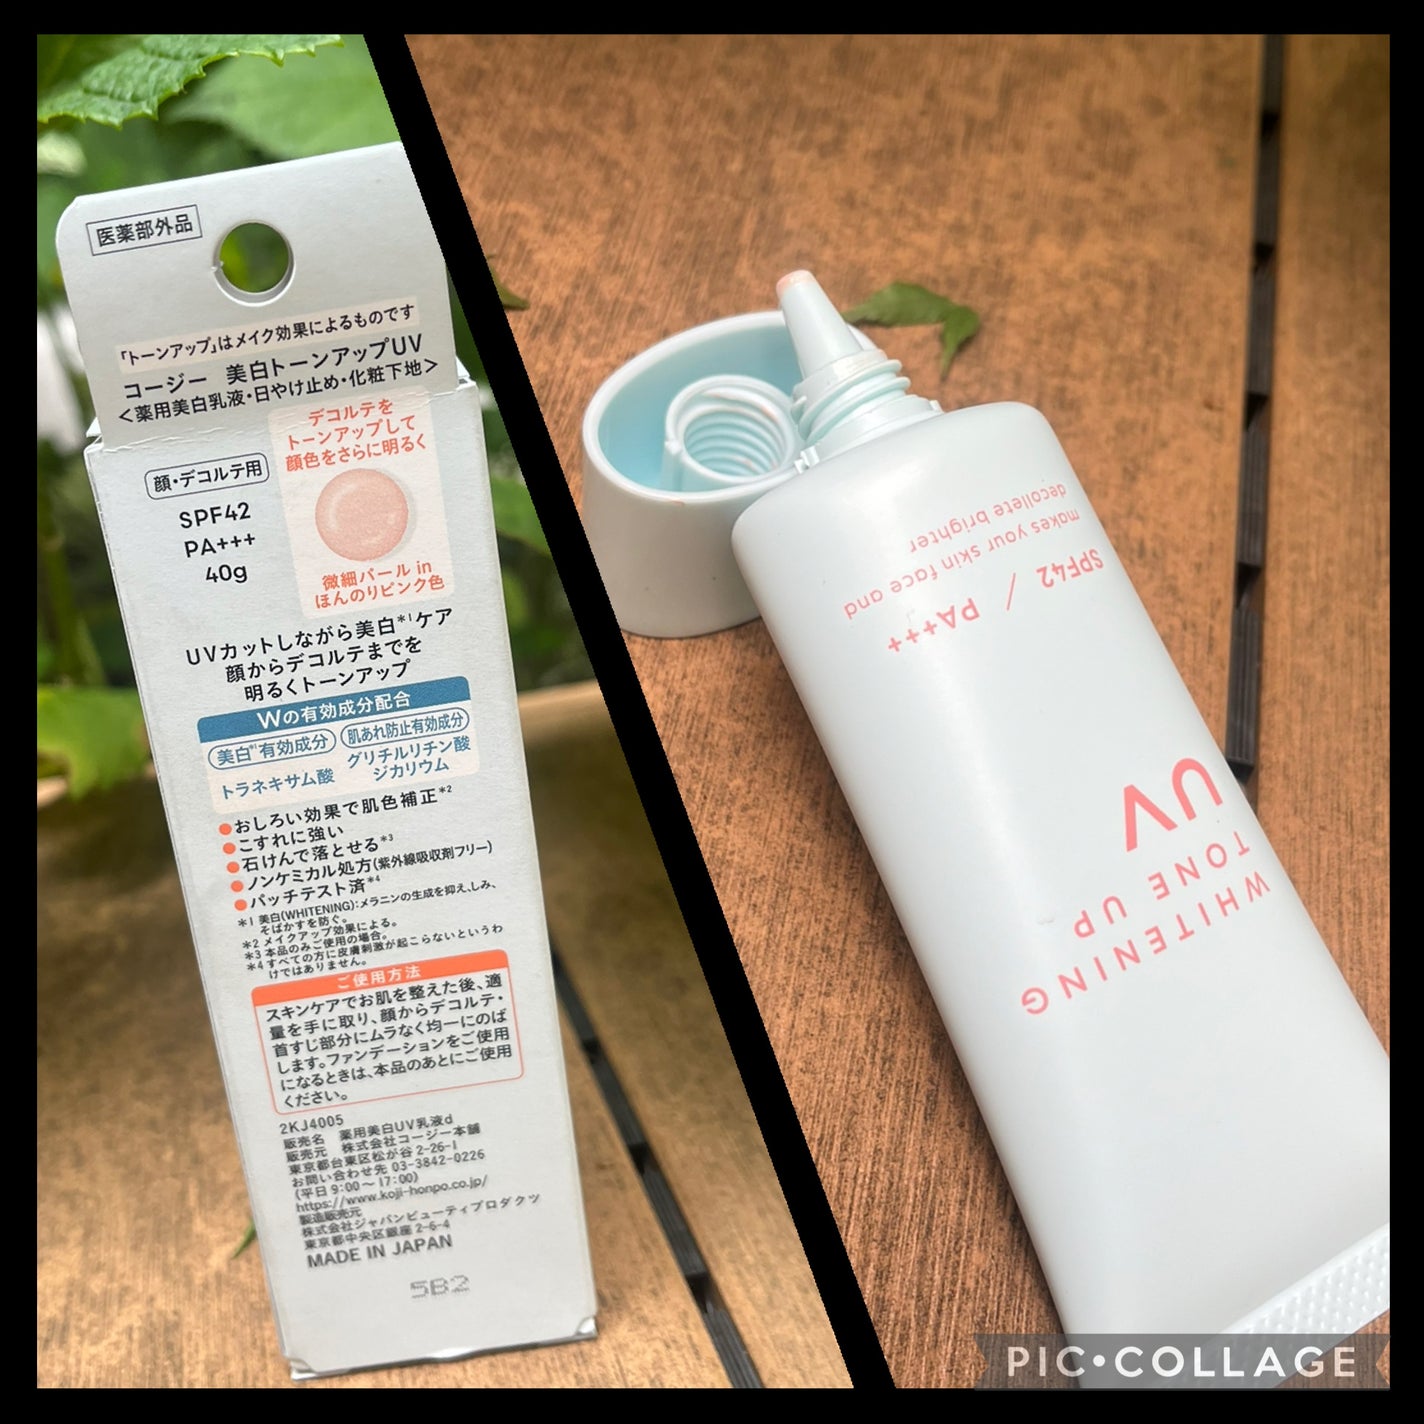 医薬部外品
「トーンアップ」はメイク効果によるものです
コージー 美白トーンアップUV
<薬用美白乳液・日やけ止め・化粧下地>
デコルテを
トーンアップして
顔色をさらに明るく
顔・デコルテ用
SPF42
PA+++
40g
微細パール in
ほんのりピンク色
UVカットしながら美白*1ケア
顔からデコルテまでを
明るくトーンアップ
Wの有効成分配合
美白*1有効成分
トラネキサム酸
肌あれ防止有効成分
グリチルリチン酸
ジカリウム
●おしろい効果で肌色補正*2
●こすれに強い
●石けんで落とせる*3
●ノンケミカル処方(紫外線吸収剤フリー)
●パッチテスト済*4
*1 美白(WHITENING):メラニンの生成を抑え、しみ、
そばかすを防ぐ。
*2 メイクアップ効果による。
*3 本品のみご使用の場合。
*4 すべての方に皮膚刺激が起こらないというわ
けではありません。
ご使用方法
スキンケアでお肌を整えた後、適
量を手に取り、顔からデコルテ・
首すじ部分にムラなく均一にのば
します。ファンデーションをご使用
になるときは、本品のあとにご使用
ください。
2KJ4005
販売名 薬用美白UV乳液d
販売元 株式会社コージー本舗
東京都台東区松が谷 2-26-1
お問い合わせ先 03-3842-0226
(平日 9:00～17:00)
https://www.koji-honpo.co.jp/
製造販売元
株式会社ジャパンビューティプロダクツ
東京都中央区銀座 2-6-4
MADE IN JAPAN
5B2
WHITENING
TONE UP
UV
SPF42 / PA+++
makes your skin face and
decollete brighter
PIC•COLLAGE